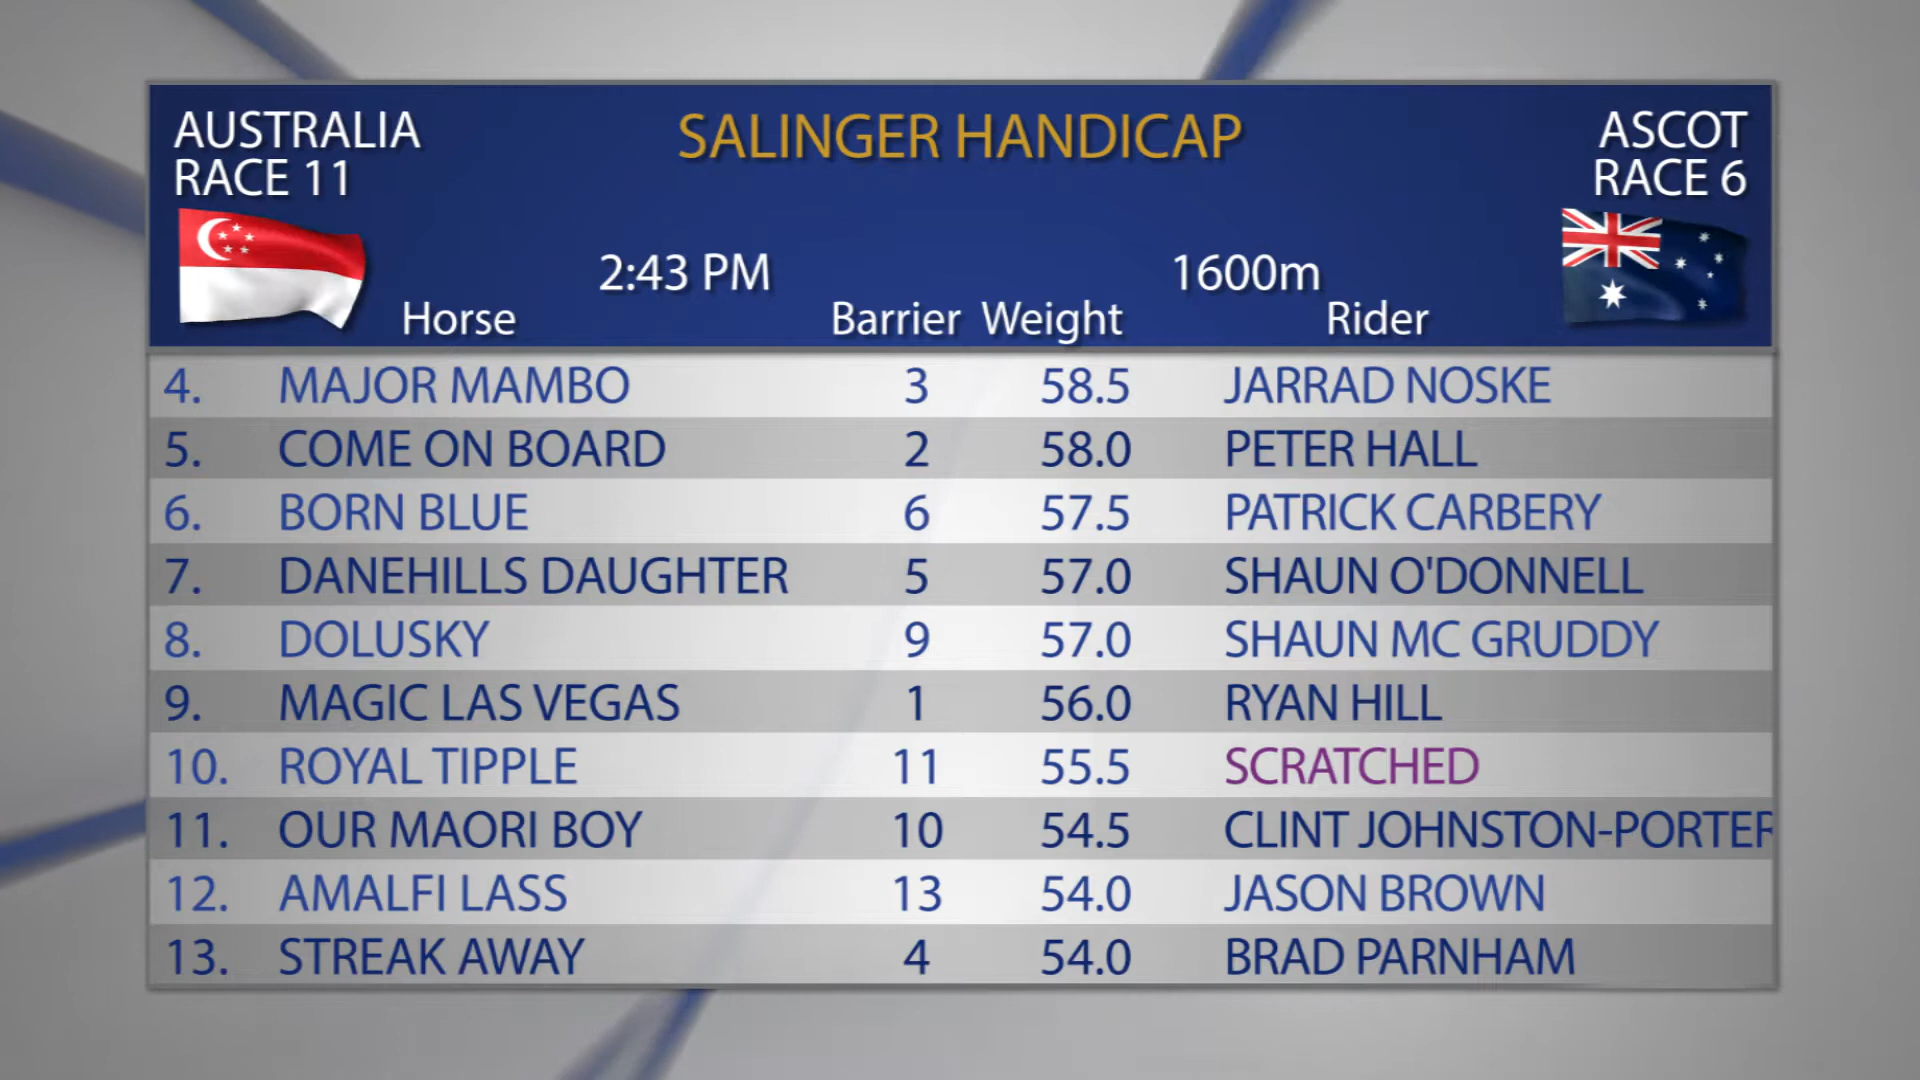 AUSTRALIA
RACE 11
SALINGER HANDICAP
ASCOT
RACE 6
2:43 PM 1600m
Horse Barrier Weight Rider
4. MAJOR MAMBO 3 58.5 JARRAD NOSKE
5. COME ON BOARD 2 58.0 PETER HALL
6. BORN BLUE 6 57.5 PATRICK CARBERY
7. DANEHILLS DAUGHTER 5 57.0 SHAUN O'DONNELL
8. DOLUSKY 9 57.0 SHAUN MC GRUDDY
9. MAGIC LAS VEGAS 1 56.0 RYAN HILL
10. ROYAL TIPPLE 11 55.5 SCRATCHED
11. OUR MAORI BOY 10 54.5 CLINT JOHNSTON-PORTER
12. AMALFI LASS 13 54.0 JASON BROWN
13. STREAK AWAY 4 54.0 BRAD PARNHAM